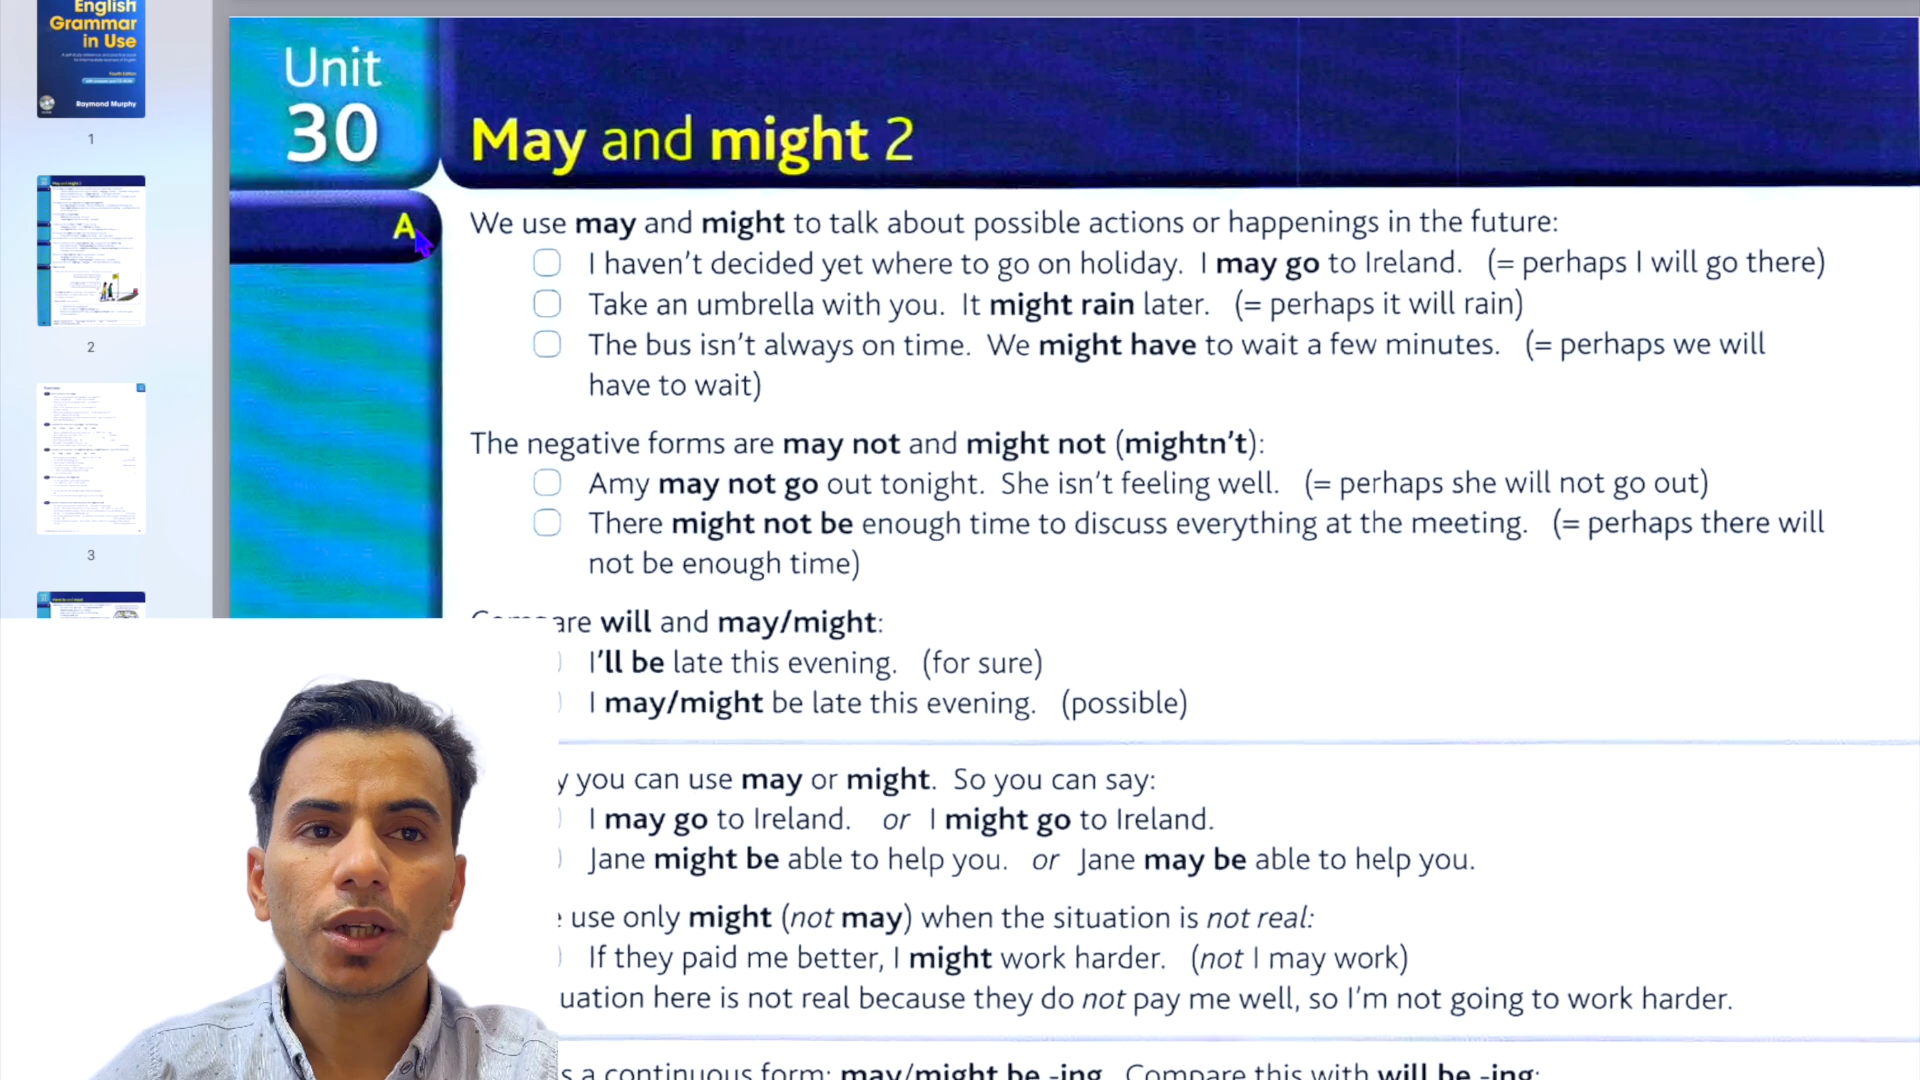 English
Grammar
in Use
Fourth Edition
Raymond Murphy
1
2
3
Unit
30
May and might 2
A
We use may and might to talk about possible actions or happenings in the future:
I haven't decided yet where to go on holiday. I may go to Ireland. (= perhaps I will go there)
Take an umbrella with you. It might rain later. (= perhaps it will rain)
The bus isn't always on time. We might have to wait a few minutes. (= perhaps we will
have to wait)
The negative forms are may not and might not (mightn't):
Amy may not go out tonight. She isn't feeling well. (= perhaps she will not go out)
There might not be enough time to discuss everything at the meeting. (= perhaps there will
not be enough time)
Compare will and may/might:
I'll be late this evening. (for sure)
I may/might be late this evening. (possible)
y you can use may or might. So you can say:
I may go to Ireland. or I might go to Ireland.
Jane might be able to help you. or Jane may be able to help you.
use only might (not may) when the situation is not real:
If they paid me better, I might work harder. (not I may work)
uation here is not real because they do not pay me well, so I'm not going to work harder.
s a continuous form: may/might be -ing. Compare this with will be -ing: